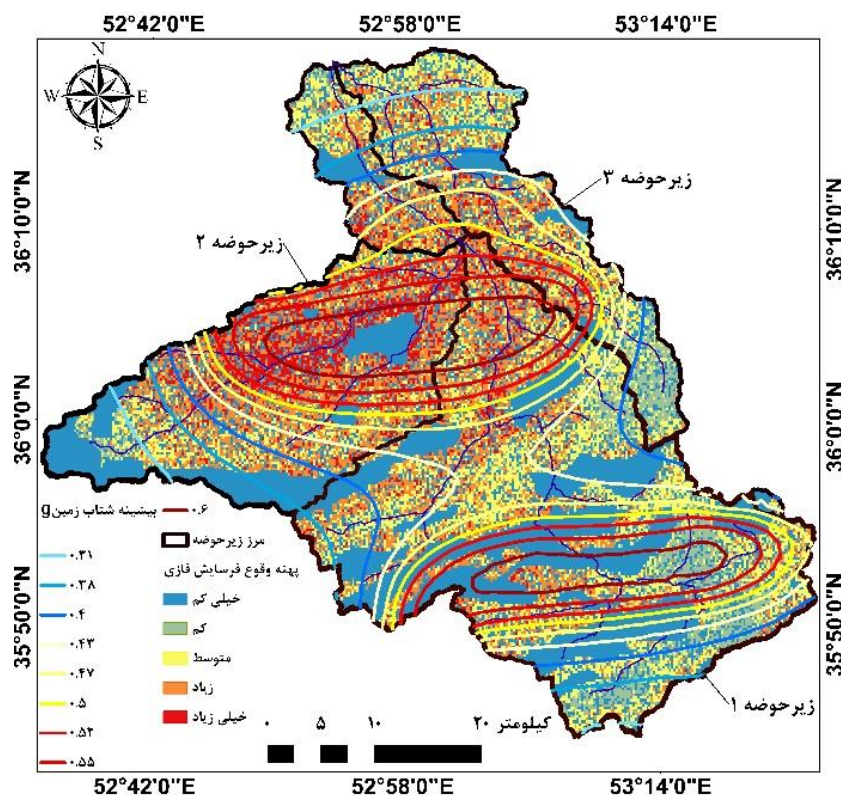 52°42'0"E 52°58'0"E 53°14'0"E
N
W E
S
36°10'0"N 36°10'0"N
36°0'0"N 36°0'0"N
35°50'0"N 35°50'0"N
زیرحوضه ۳
زیرحوضه ۲
زیرحوضه ۱
بیشینه شتاب زمین g
۰.۳۱
۰.۳۸
۰.۴
۰.۴۳
۰.۴۷
۰.۵
۰.۵۲
۰.۵۵
۰.۶
مرز زیرحوضه
پهنه وقوع فرسایش فازی
خیلی کم
کم
متوسط
زیاد
خیلی زیاد
۰ ۵ ۱۰ ۲۰ کیلومتر
52°42'0"E 52°58'0"E 53°14'0"E